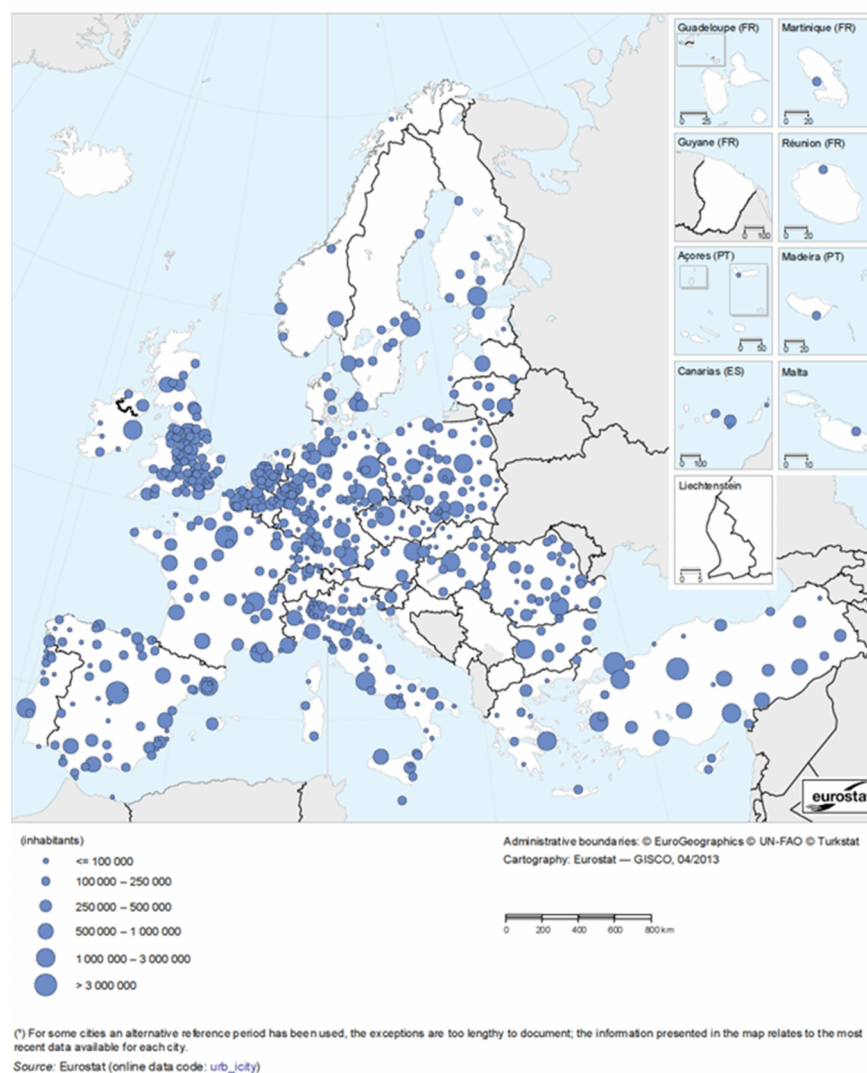 Guadeloupe (FR)
Martinique (FR)
0 25
0 20
Guyane (FR)
Réunion (FR)
0 100
0 20
Açores (PT)
Madeira (PT)
0 50
0 20
Canarias (ES)
Malta
0 100
0 10
Liechtenstein
0 5
eurostat
(inhabitants)
<= 100 000
100 000 – 250 000
250 000 – 500 000
500 000 – 1 000 000
1 000 000 – 3 000 000
> 3 000 000
Administrative boundaries: © EuroGeographics © UN-FAO © Turkstat
Cartography: Eurostat — GISCO, 04/2013
0 200 400 600 800 km
(¹) For some cities an alternative reference period has been used, the exceptions are too lengthy to document; the information presented in the map relates to the most
recent data available for each city.
Source: Eurostat (online data code: urb_icity)